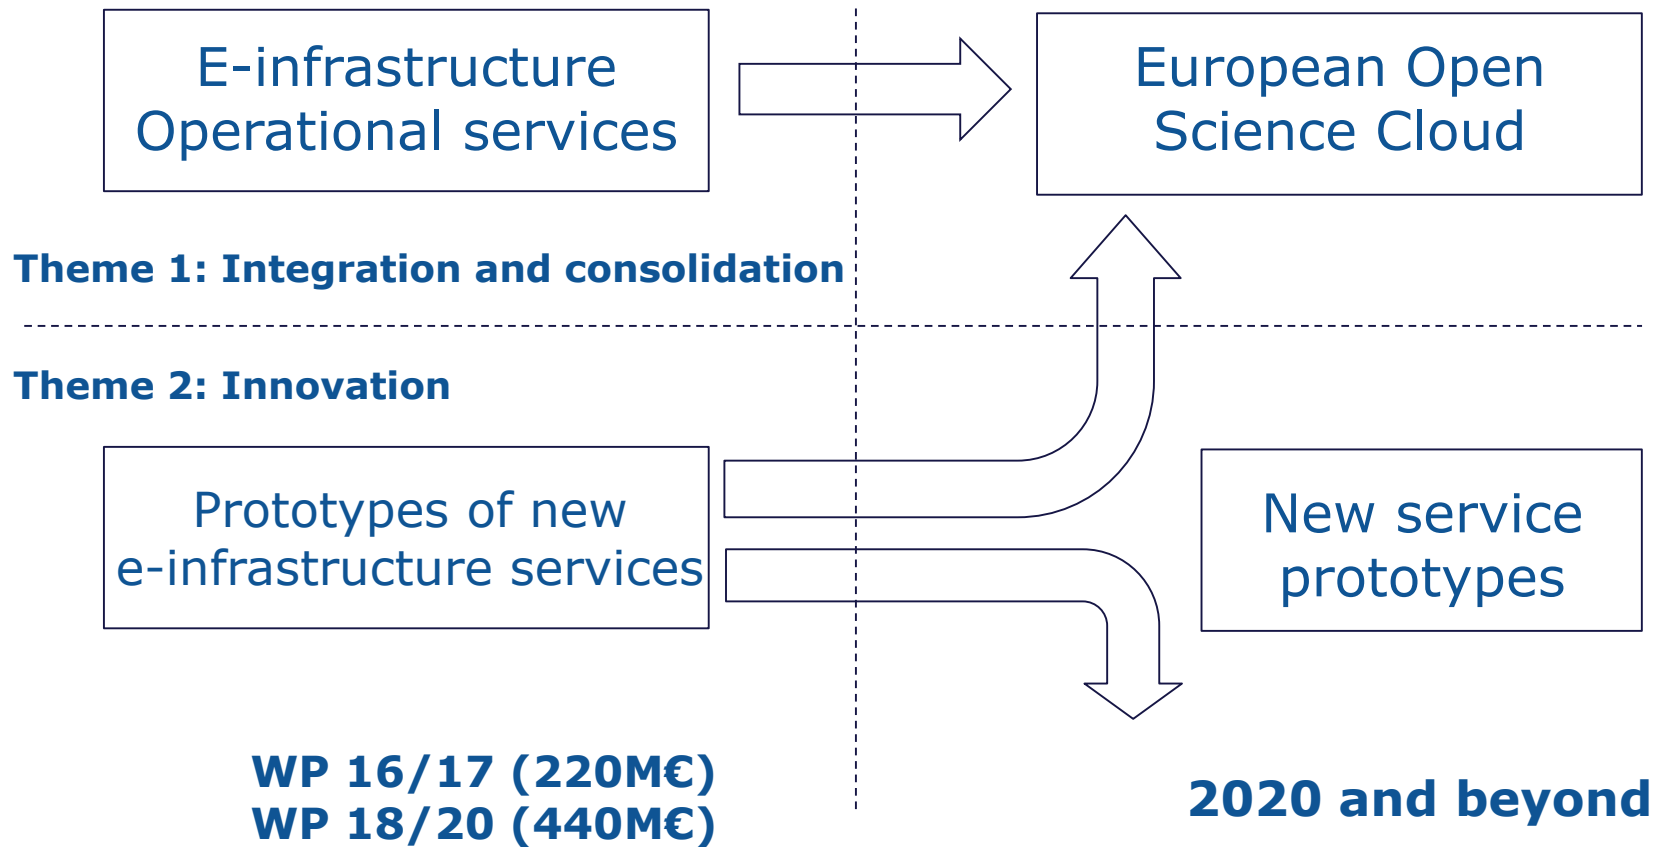 E-infrastructure
Operational services
European Open
Science Cloud
Theme 1: Integration and consolidation
Theme 2: Innovation
Prototypes of new
e-infrastructure services
New service
prototypes
WP 16/17 (220M€)
WP 18/20 (440M€)
2020 and beyond